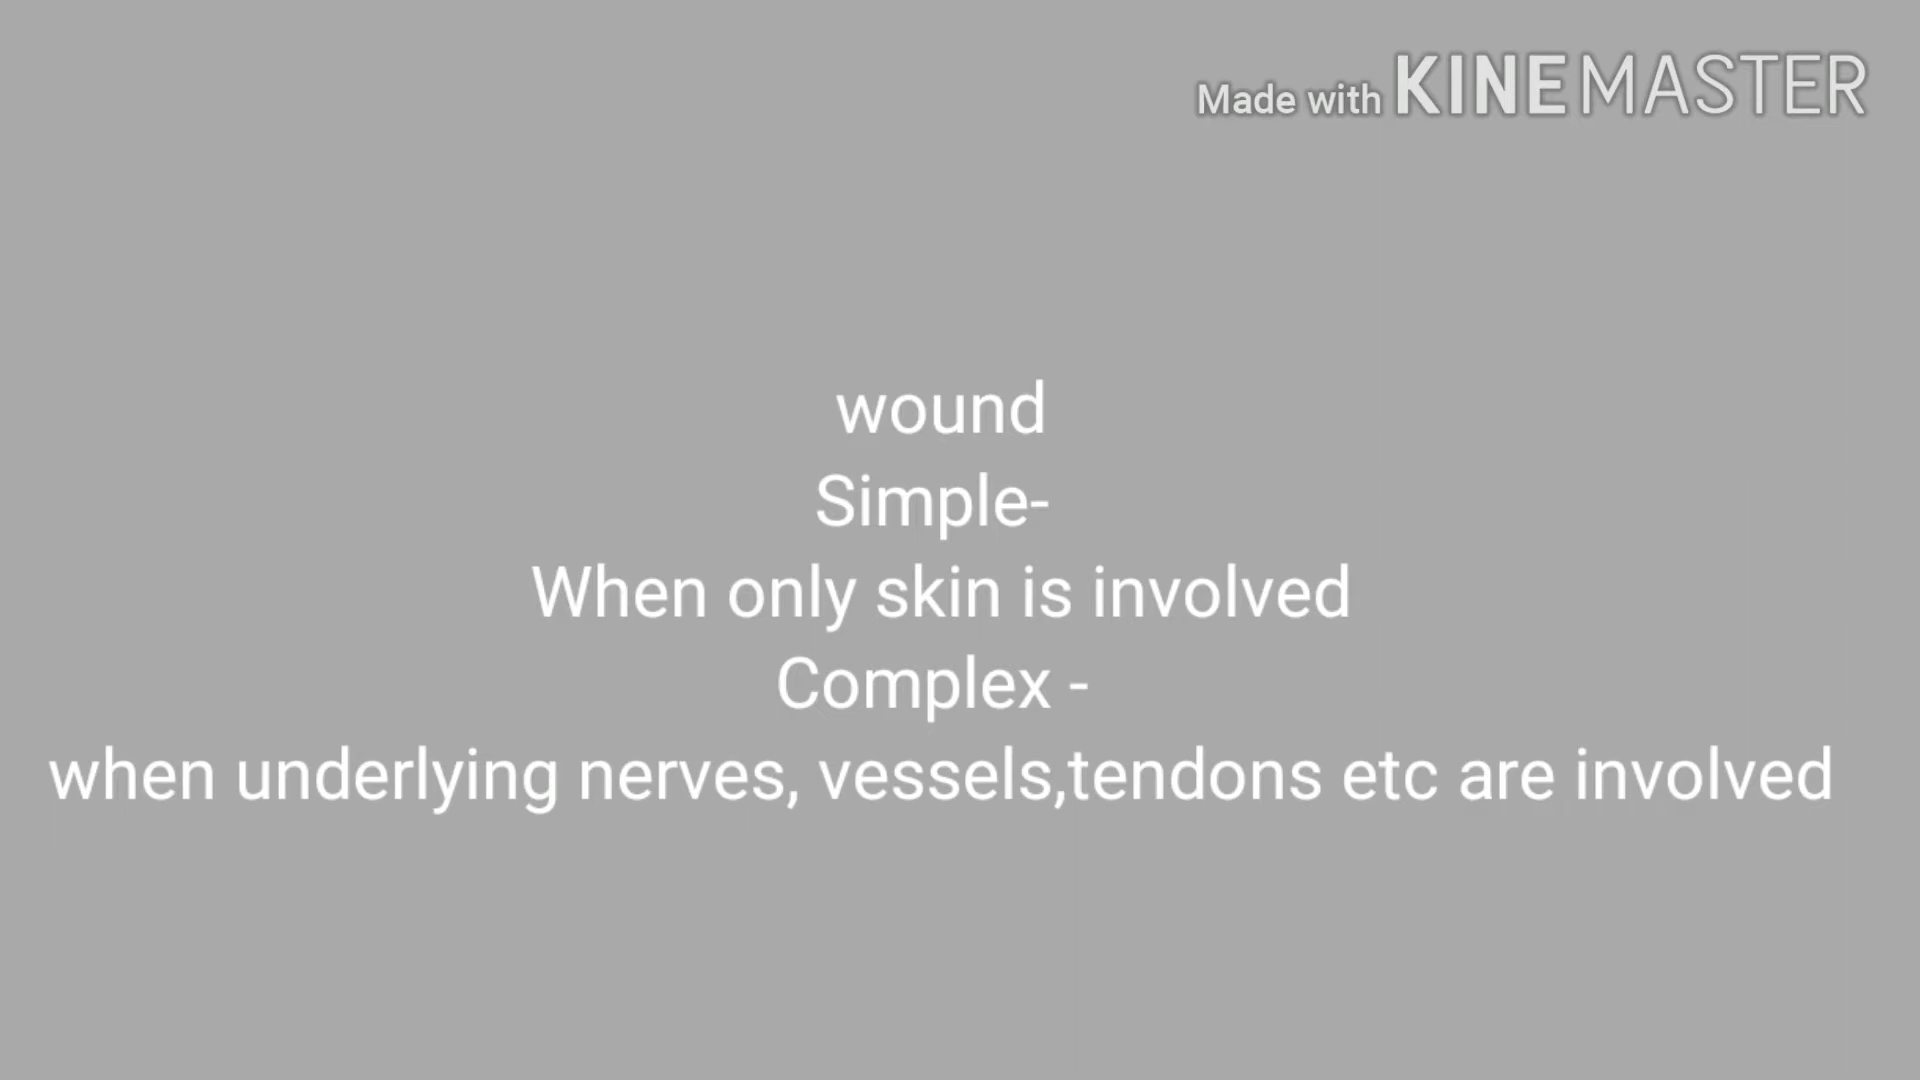 Made with KINEMASTER
wound
Simple-
When only skin is involved
Complex -
when underlying nerves, vessels,tendons etc are involved